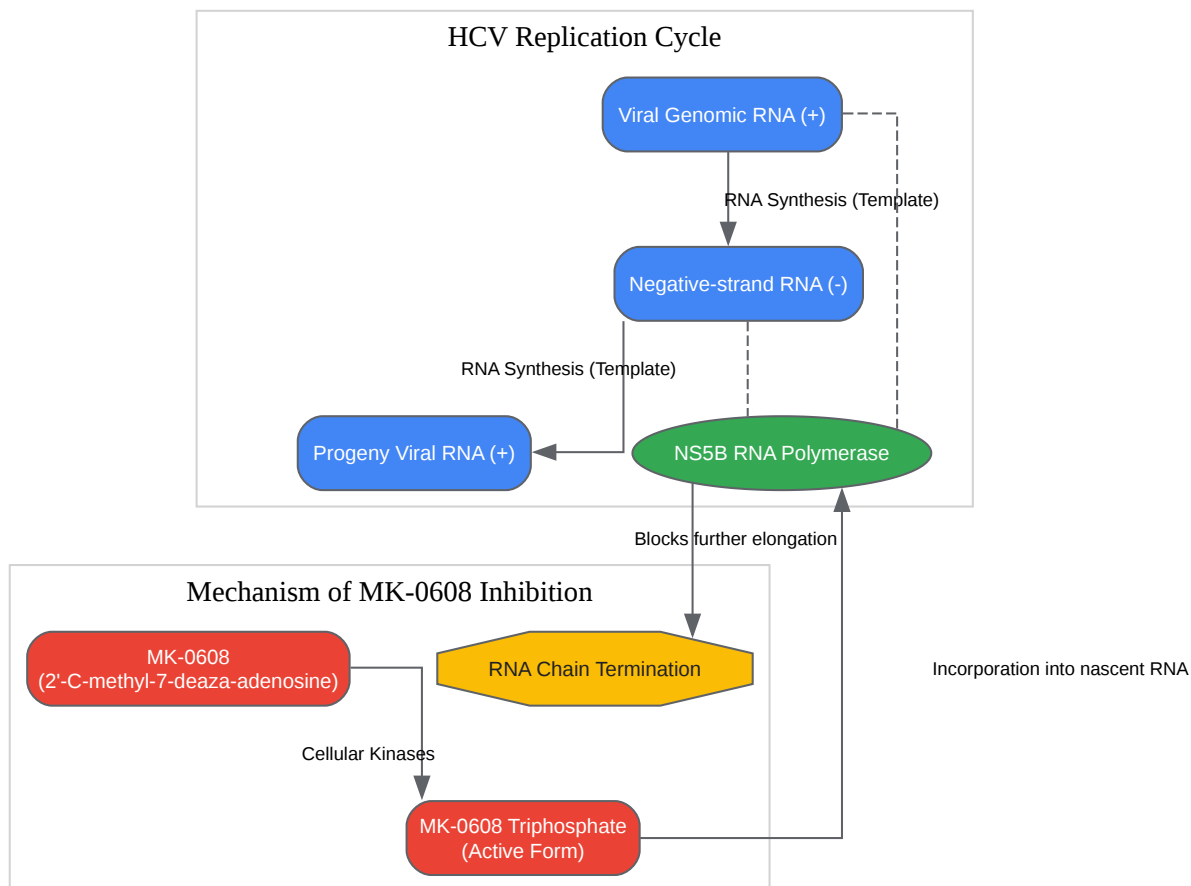 HCV Replication Cycle
Viral Genomic RNA (+)
RNA Synthesis (Template)
Negative-strand RNA (-)
RNA Synthesis (Template)
Progeny Viral RNA (+)
NS5B RNA Polymerase
Blocks further elongation
Mechanism of MK-0608 Inhibition
MK-0608
(2'-C-methyl-7-deaza-adenosine)
RNA Chain Termination
Incorporation into nascent RNA
Cellular Kinases
MK-0608 Triphosphate
(Active Form)